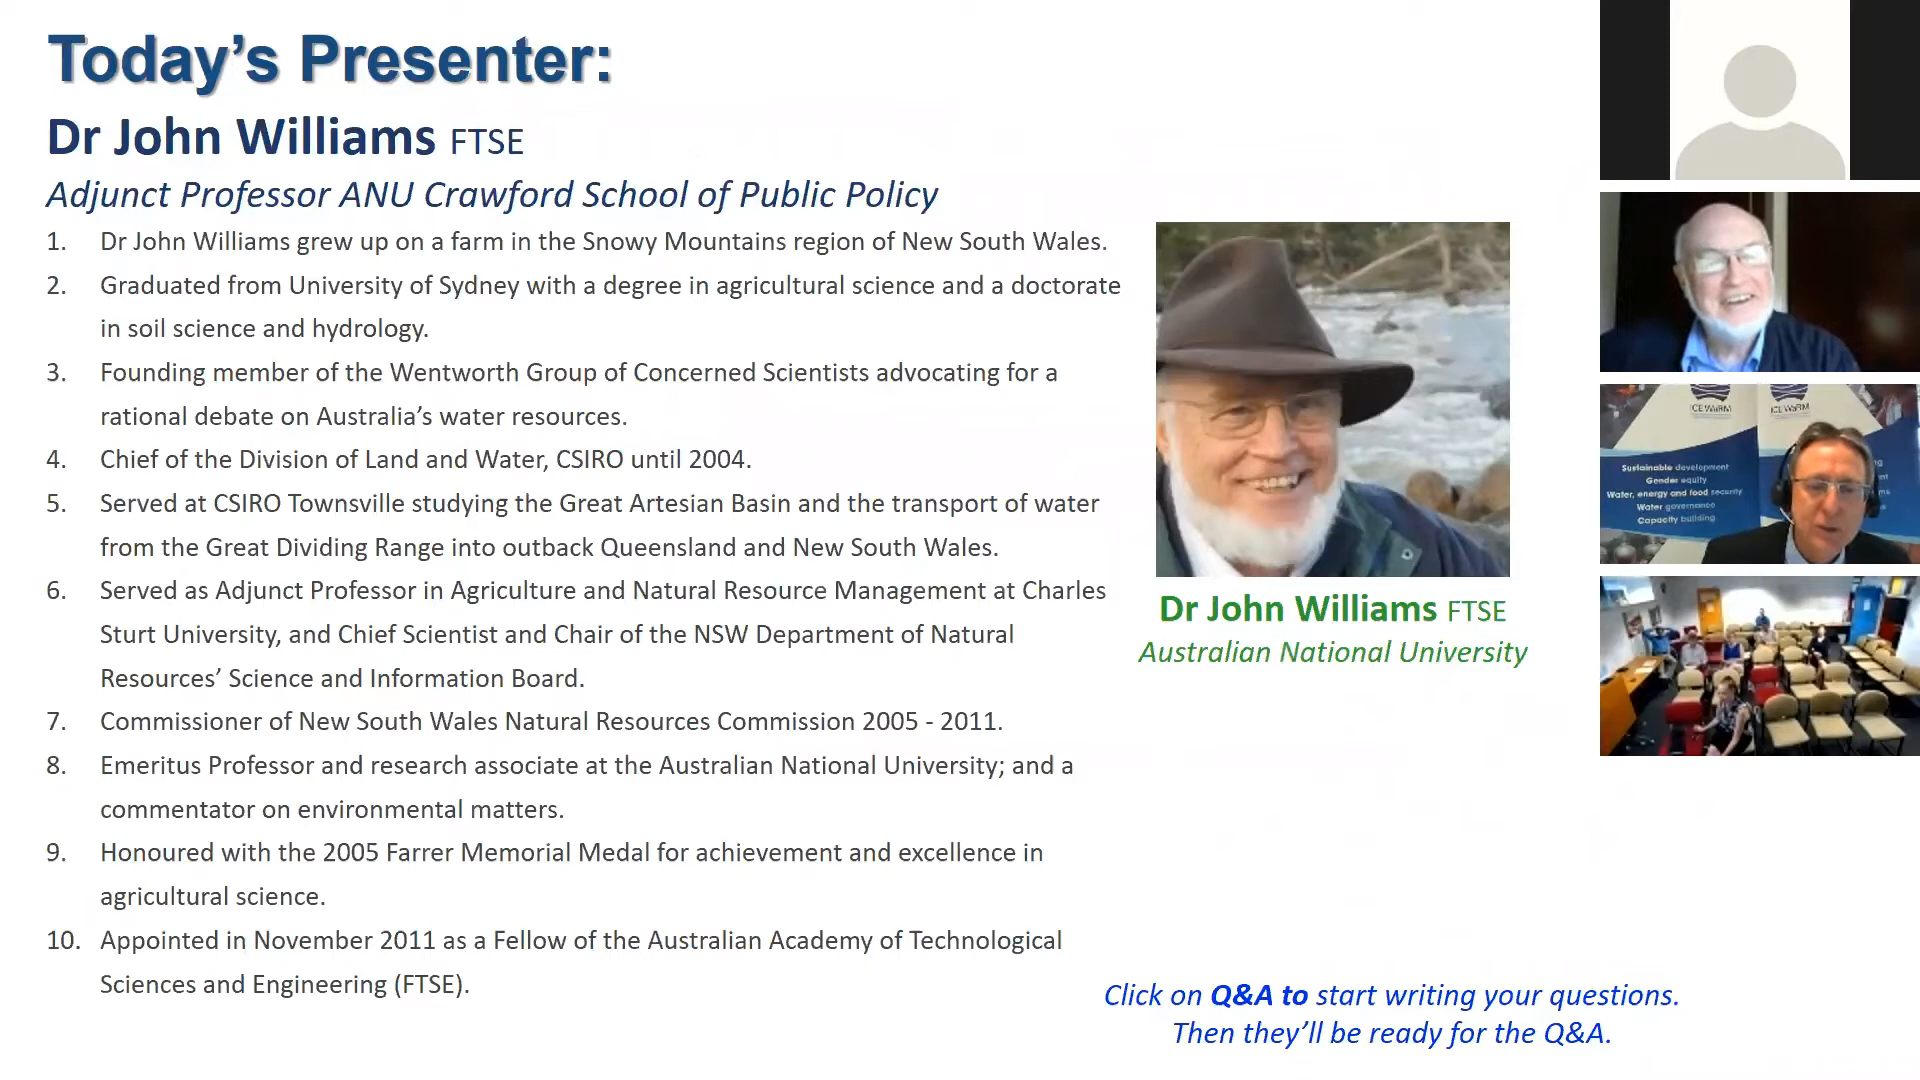 Today’s Presenter:
Dr John Williams FTSE
Adjunct Professor ANU Crawford School of Public Policy
1. Dr John Williams grew up on a farm in the Snowy Mountains region of New South Wales.
2. Graduated from University of Sydney with a degree in agricultural science and a doctorate
in soil science and hydrology.
3. Founding member of the Wentworth Group of Concerned Scientists advocating for a
rational debate on Australia’s water resources.
4. Chief of the Division of Land and Water, CSIRO until 2004.
5. Served at CSIRO Townsville studying the Great Artesian Basin and the transport of water
from the Great Dividing Range into outback Queensland and New South Wales.
6. Served as Adjunct Professor in Agriculture and Natural Resource Management at Charles
Sturt University, and Chief Scientist and Chair of the NSW Department of Natural
Resources’ Science and Information Board.
7. Commissioner of New South Wales Natural Resources Commission 2005 - 2011.
8. Emeritus Professor and research associate at the Australian National University; and a
commentator on environmental matters.
9. Honoured with the 2005 Farrer Memorial Medal for achievement and excellence in
agricultural science.
10. Appointed in November 2011 as a Fellow of the Australian Academy of Technological
Sciences and Engineering (FTSE).
Dr John Williams FTSE
Australian National University
Click on Q&A to start writing your questions.
Then they’ll be ready for the Q&A.
ICE WaRM
ICE WaRM
Sustainable development
Gender equity
Water, energy and food security
Water governance
Capacity building